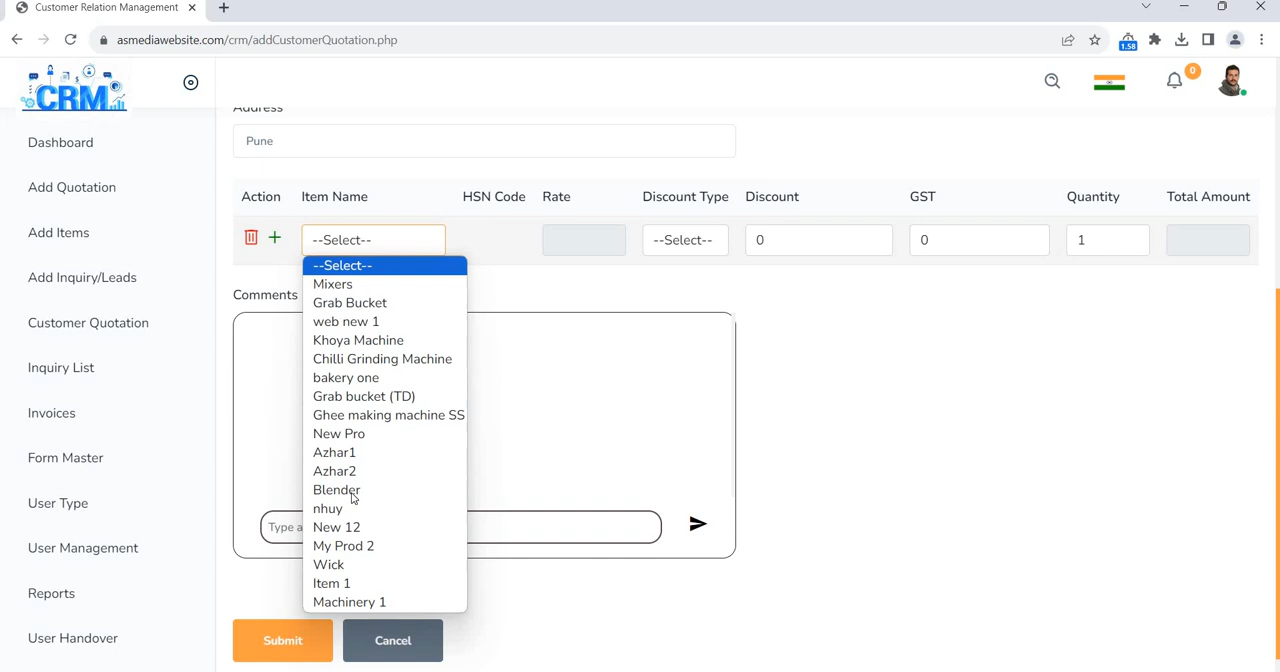 Customer Relation Management
asmediawebsite.com/crm/addCustomerQuotation.php
1.58
CRM
0
Dashboard
Add Quotation
Add Items
Add Inquiry/Leads
Customer Quotation
Inquiry List
Invoices
Form Master
User Type
User Management
Reports
User Handover
Address
Pune
Action Item Name HSN Code Rate Discount Type Discount GST Quantity Total Amount
--Select-- --Select-- 0 0 1
--Select--
Mixers
Grab Bucket
web new 1
Khoya Machine
Chilli Grinding Machine
bakery one
Grab bucket (TD)
Ghee making machine SS
New Pro
Azhar1
Azhar2
Blender
nhuy
New 12
My Prod 2
Wick
Item 1
Machinery 1
Comments
Type a
Submit Cancel